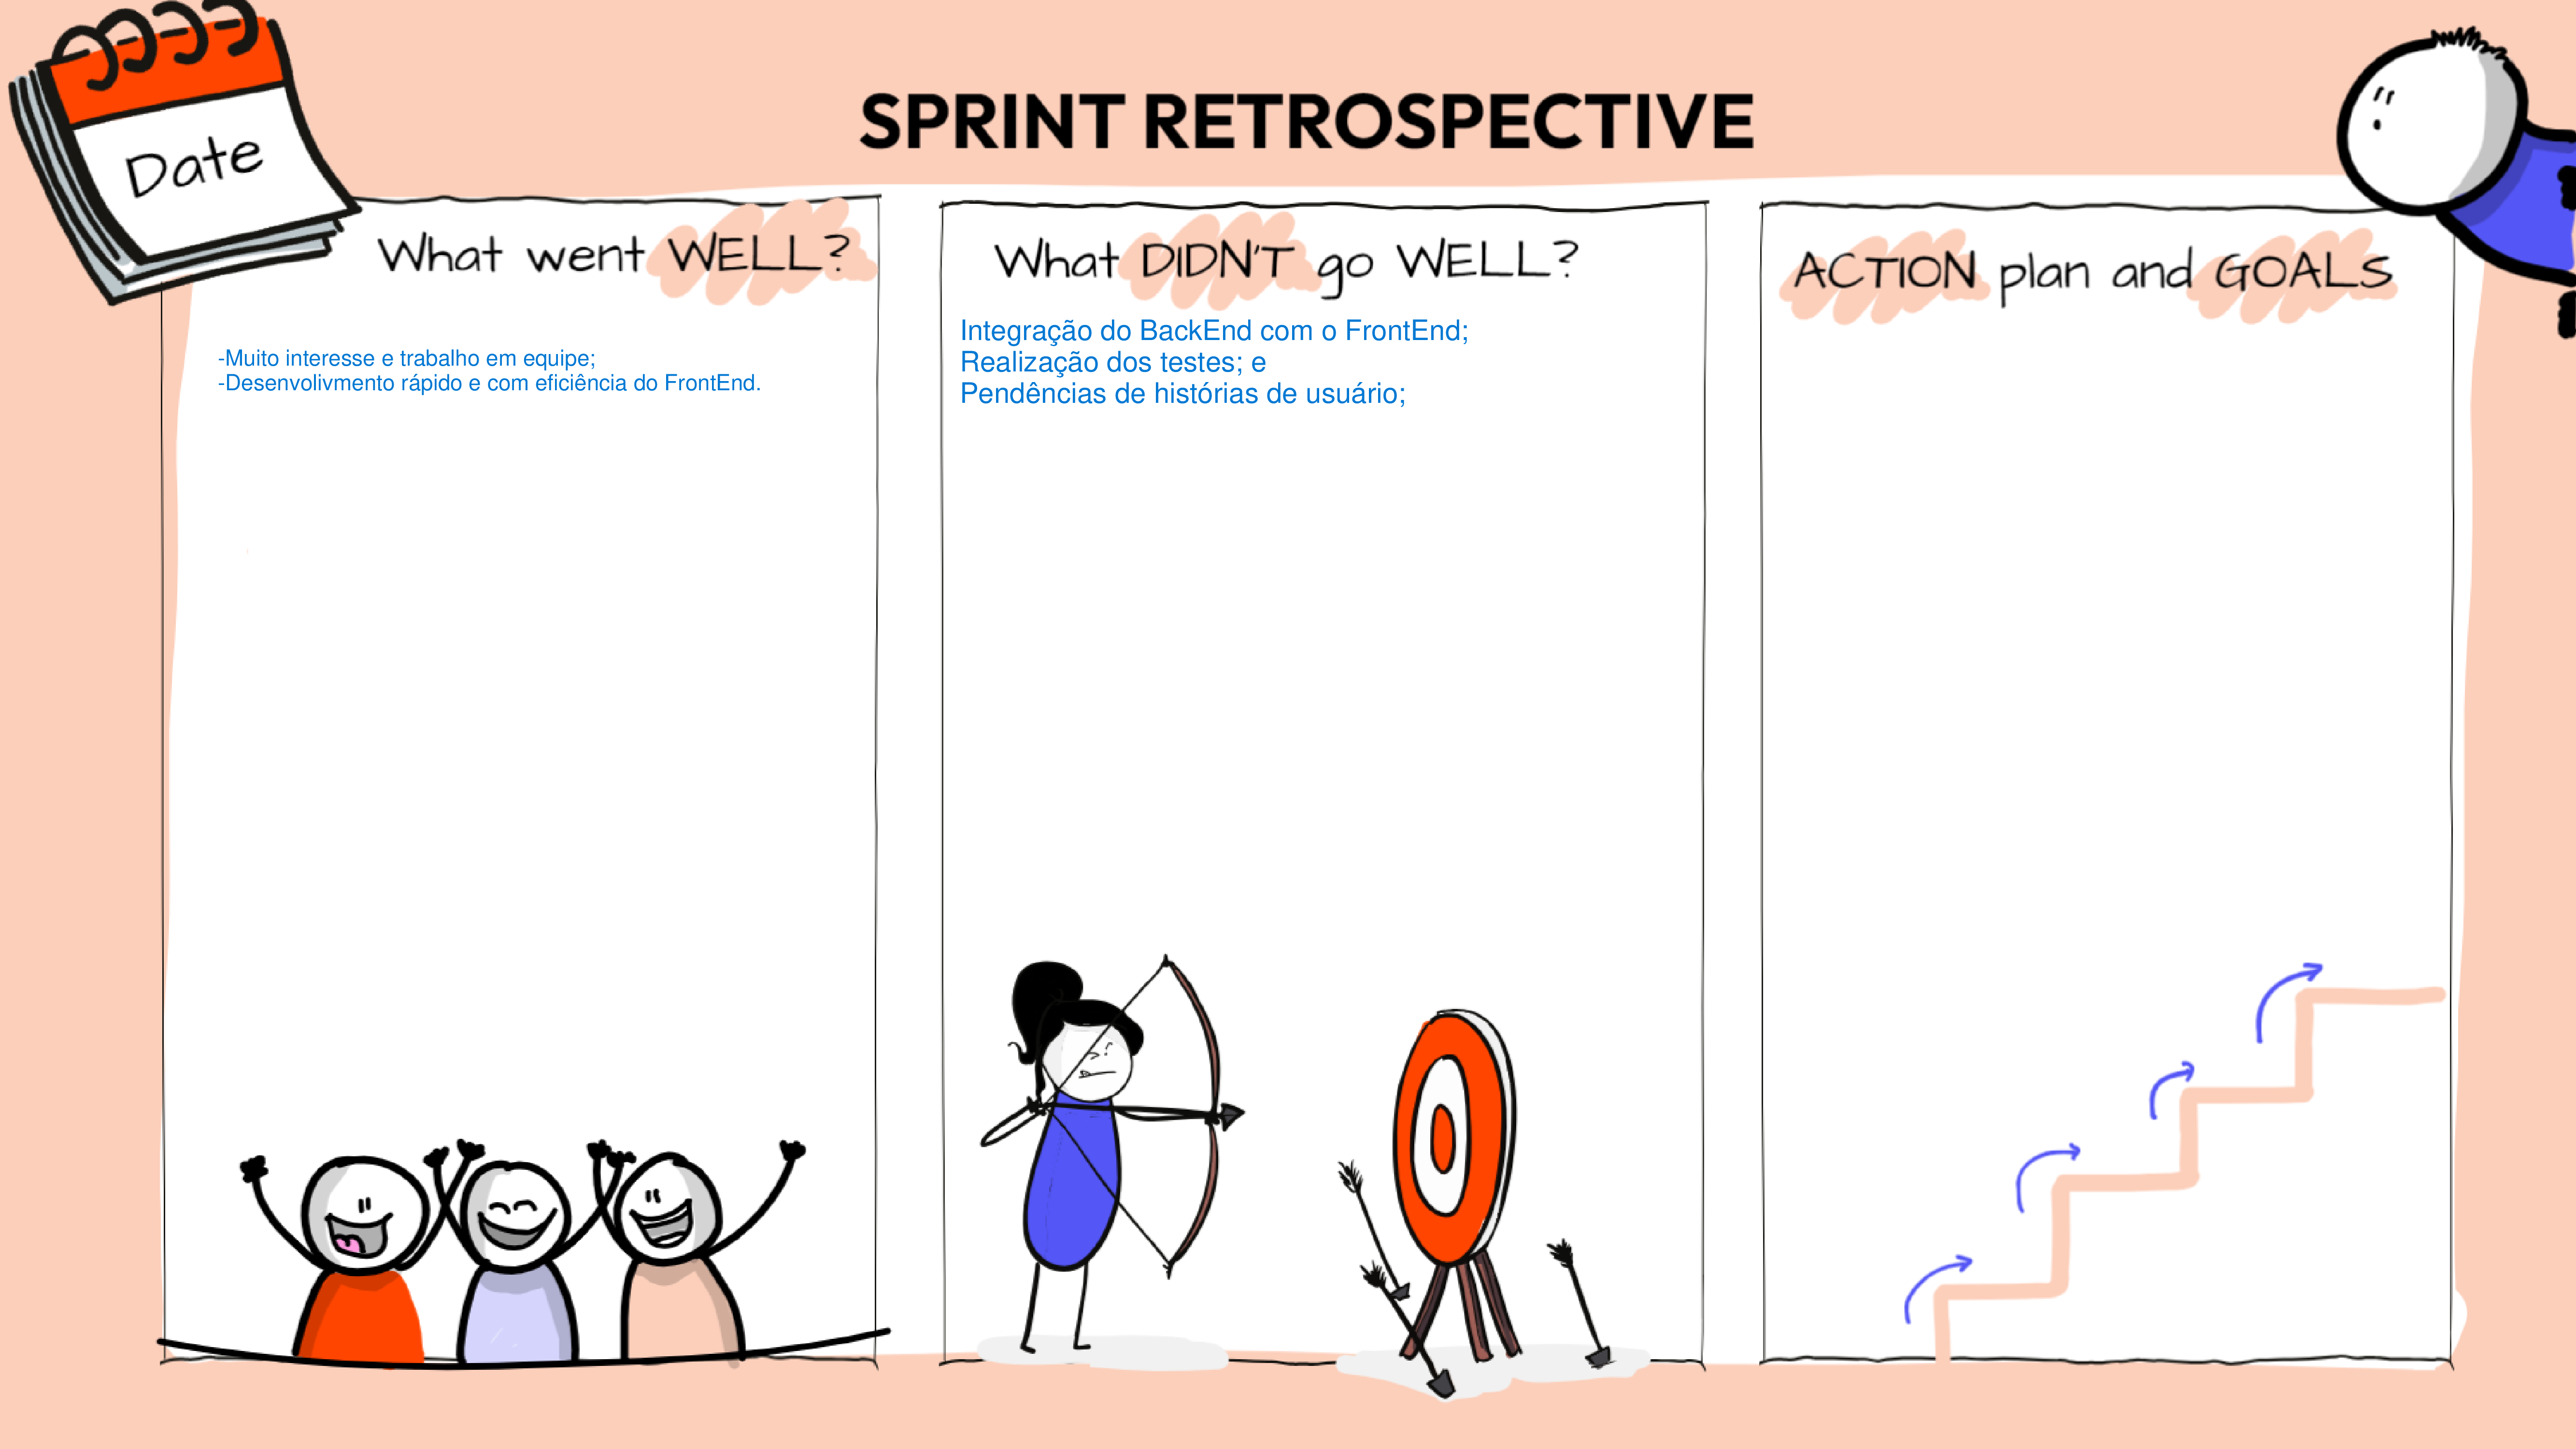 SPRINT RETROSPECTIVE
Date
What went WELL?
-Muito interesse e trabalho em equipe;
-Desenvolivmento rápido e com eficiência do FrontEnd.
What DIDN'T go WELL?
Integração do BackEnd com o FrontEnd;
Realização dos testes; e
Pendências de histórias de usuário;
ACTION plan and GOALS